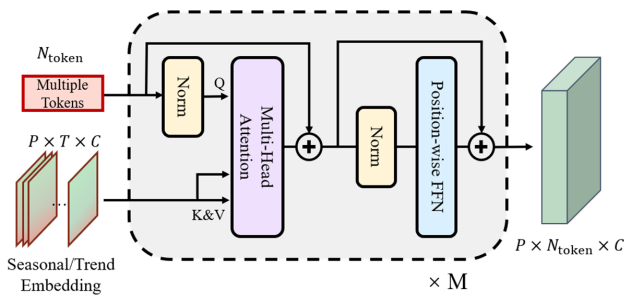 N_token
Multiple
Tokens
P × T × C
...
Seasonal/Trend
Embedding
Norm
Q
K&V
Multi-Head
Attention
+
Norm
Position-wise FFN
+
× M
P × N_token × C